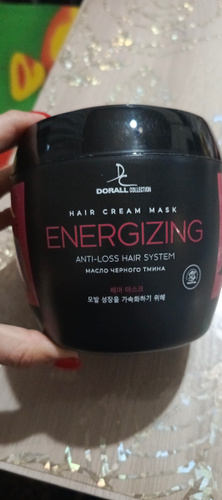 DC
DORALL COLLECTION
HAIR CREAM MASK
ENERGIZING
ANTI-LOSS HAIR SYSTEM
МАСЛО ЧЕРНОГО ТМИНА
헤어 마스크
모발 성장을 가속화하기 위해